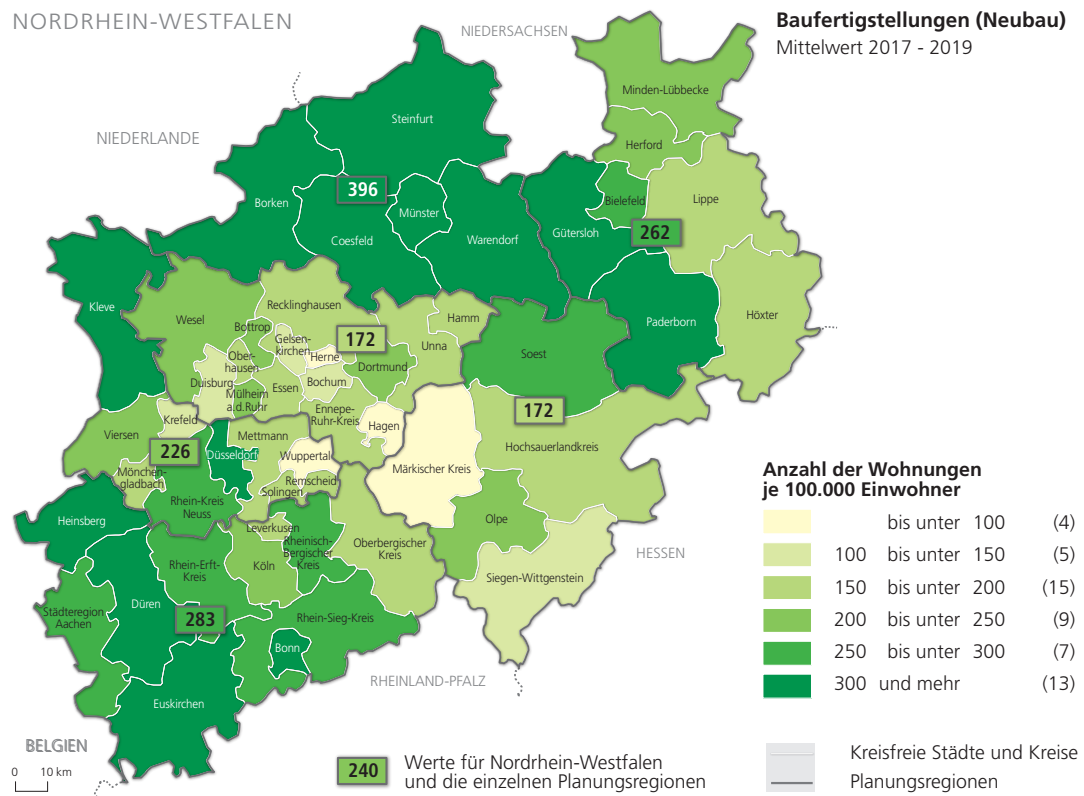 NORDRHEIN-WESTFALEN
Baufertigstellungen (Neubau)
Mittelwert 2017 - 2019
NIEDERSACHSEN
NIEDERLANDE
Minden-Lübbecke
Steinfurt
Herford
Borken
396
Münster
Bielefeld
Lippe
Coesfeld
Warendorf
Gütersloh
262
Kleve
Wesel
Recklinghausen
Hamm
Paderborn
Höxter
Bottrop
Gelsen-
kirchen
172
Unna
Soest
Ober-
hausen
Herne
Dortmund
Duisburg
Mülheim
a.d.Ruhr
Essen
Bochum
Krefeld
Ennepe-
Ruhr-Kreis
Hagen
172
Viersen
226
Düsseldorf
Mettmann
Wuppertal
Märkischer Kreis
Hochsauerlandkreis
Mönchen-
gladbach
Remscheid
Solingen
Rhein-Kreis
Neuss
Heinsberg
Leverkusen
Rheinisch-
Bergischer
Kreis
Oberbergischer
Kreis
Olpe
HESSEN
Rhein-Erft-
Kreis
Köln
Siegen-Wittgenstein
Städteregion
Aachen
Düren
283
Rhein-Sieg-Kreis
Bonn
RHEINLAND-PFALZ
Euskirchen
BELGIEN
0 10 km
Anzahl der Wohnungen
je 100.000 Einwohner
bis unter 100 (4)
100 bis unter 150 (5)
150 bis unter 200 (15)
200 bis unter 250 (9)
250 bis unter 300 (7)
300 und mehr (13)
240 Werte für Nordrhein-Westfalen
und die einzelnen Planungsregionen
Kreisfreie Städte und Kreise
Planungsregionen